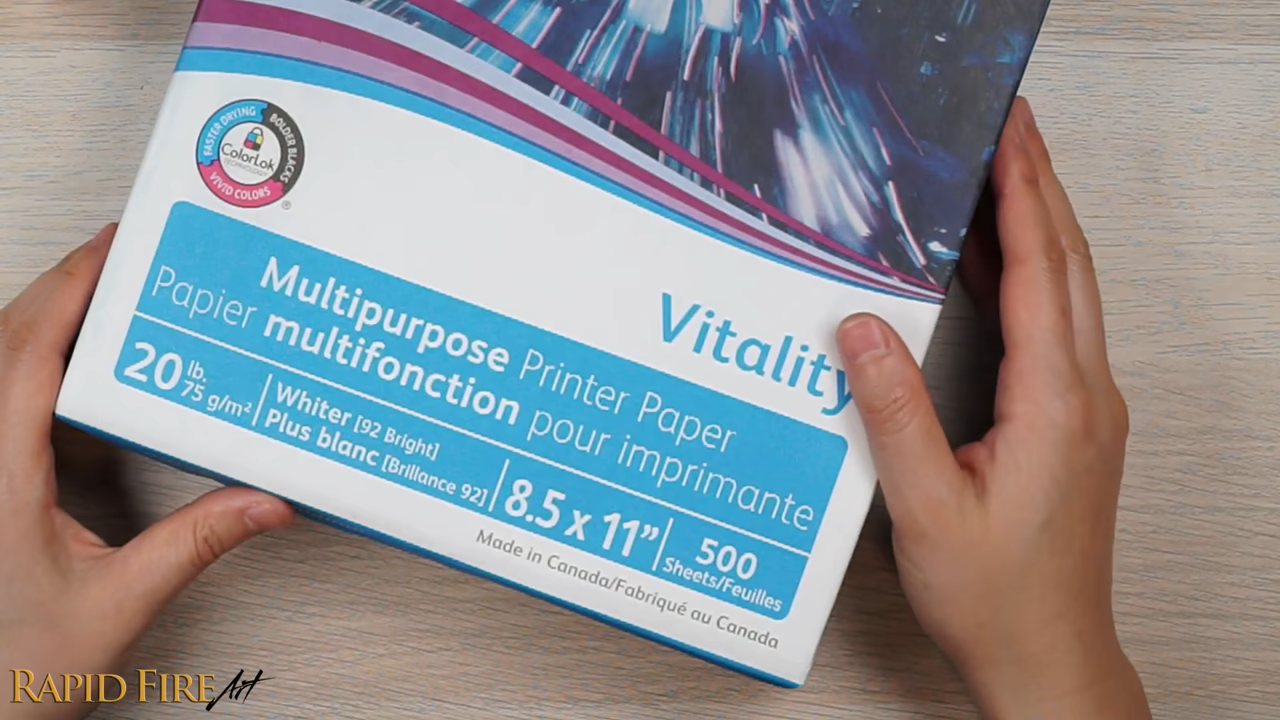 FASTER DRYING
BOLDER BLACKS
VIVID COLORS
ColorLok
TECHNOLOGY
®
Vitality
Multipurpose Printer Paper
Papier multifonction pour imprimante
20 lb.
75 g/m²
Whiter [92 Bright]
Plus blanc [Brillance 92]
8.5 x 11”
500
Sheets/Feuilles
Made in Canada/Fabriqué au Canada
RAPID FIRE Art